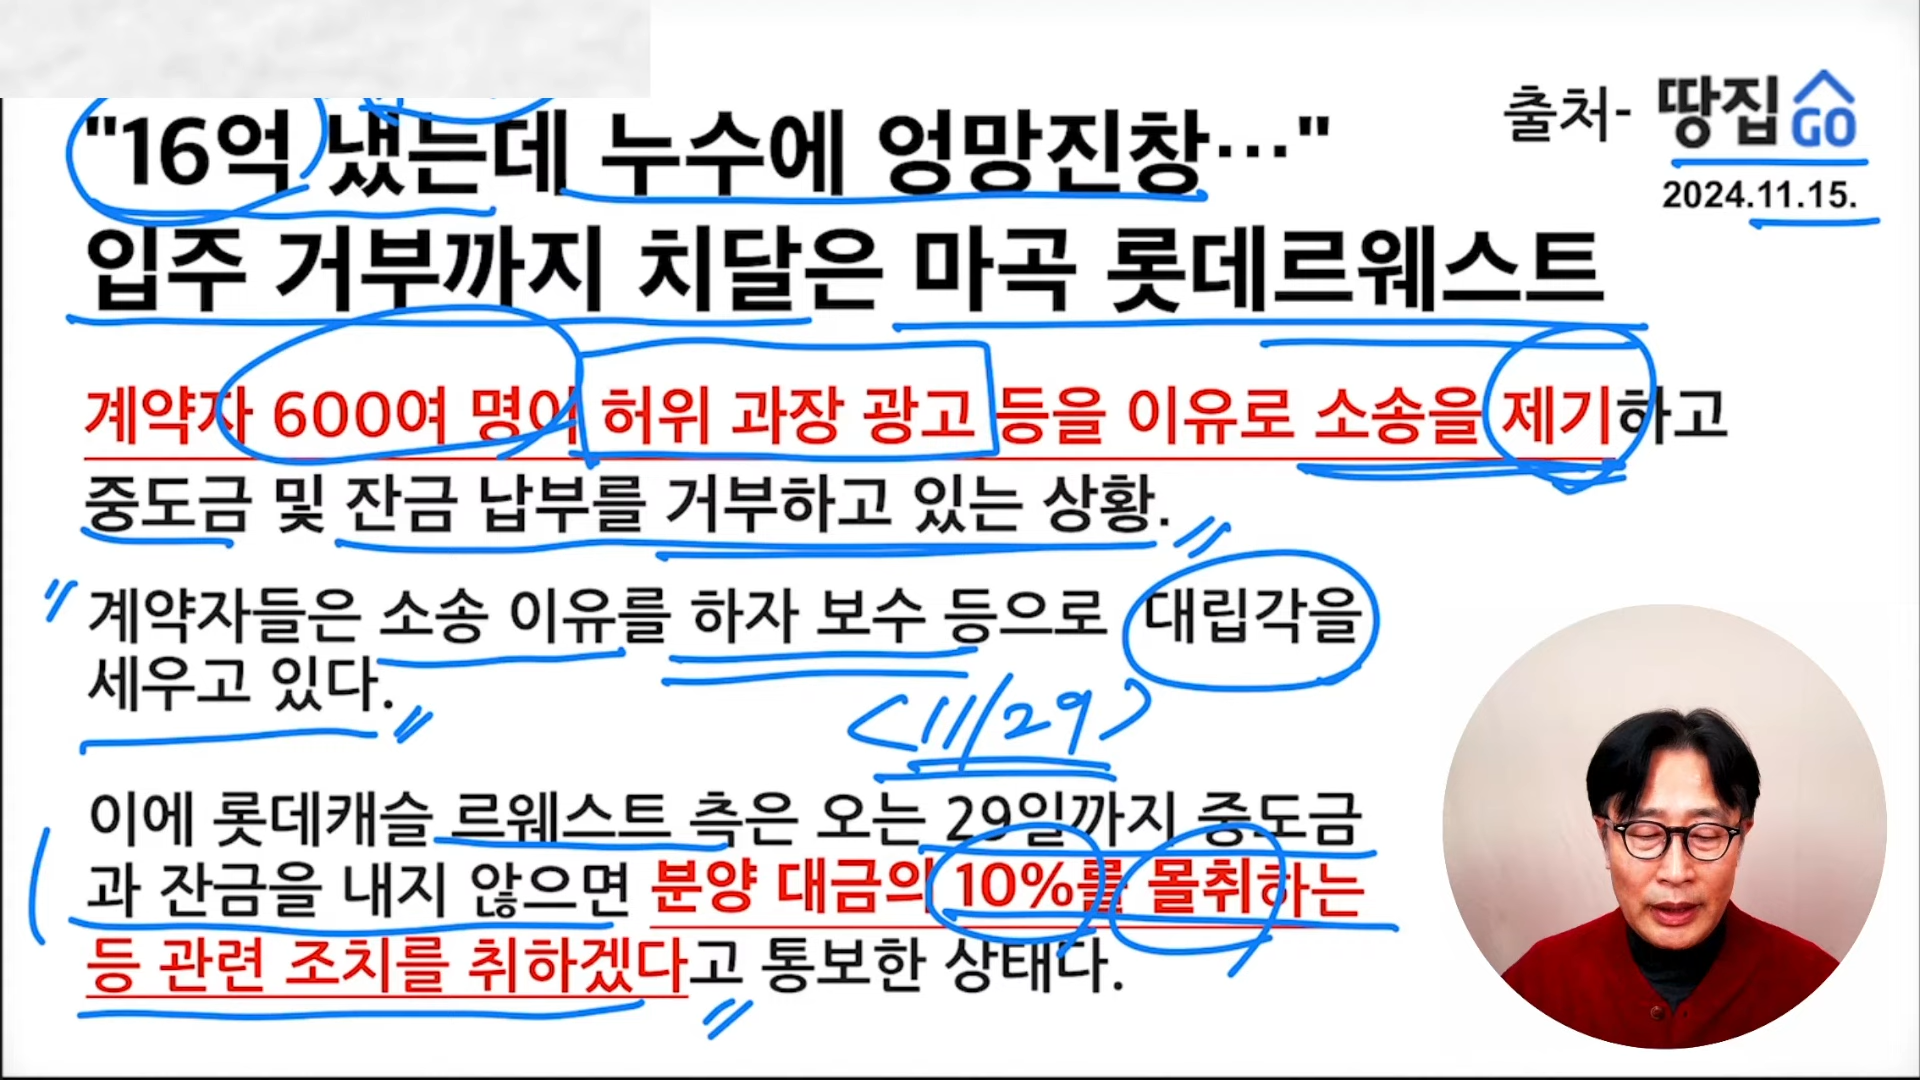 출처- 땅집GO
2024.11.15.
"16억 냈는데 누수에 엉망진창…"
입주 거부까지 치달은 마곡 롯데르웨스트
계약자 600여 명이 허위 과장 광고 등을 이유로 소송을 제기하고
중도금 및 잔금 납부를 거부하고 있는 상황.
계약자들은 소송 이유를 하자 보수 등으로 대립각을
세우고 있다.
<11/29>
이에 롯데캐슬 르웨스트 측은 오는 29일까지 중도금
과 잔금을 내지 않으면 분양 대금의 10%를 몰취하는
등 관련 조치를 취하겠다고 통보한 상태다.